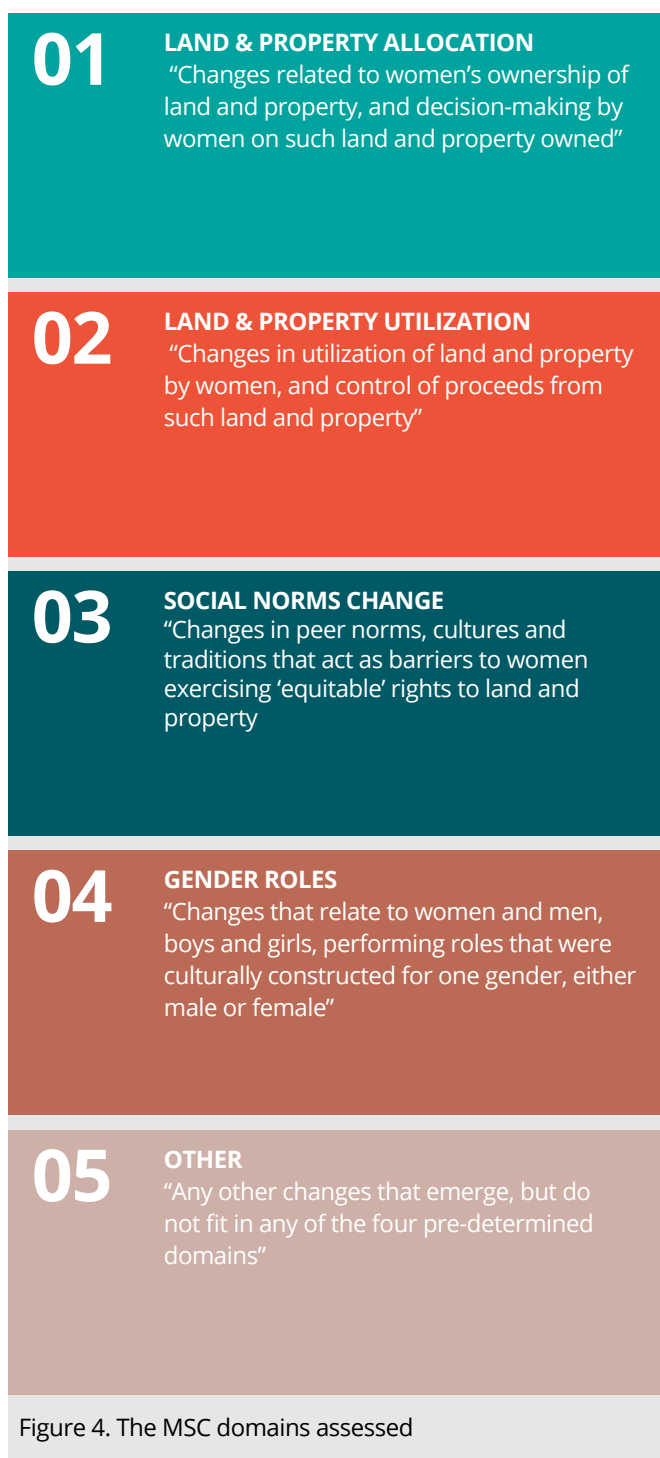 01
LAND & PROPERTY ALLOCATION
“Changes related to women’s ownership of
land and property, and decision-making by
women on such land and property owned”
02
LAND & PROPERTY UTILIZATION
“Changes in utilization of land and property
by women, and control of proceeds from
such land and property”
03
SOCIAL NORMS CHANGE
“Changes in peer norms, cultures and
traditions that act as barriers to women
exercising ‘equitable’ rights to land and
property
04
GENDER ROLES
“Changes that relate to women and men,
boys and girls, performing roles that were
culturally constructed for one gender, either
male or female”
05
OTHER
“Any other changes that emerge, but do
not fit in any of the four pre-determined
domains”
Figure 4. The MSC domains assessed